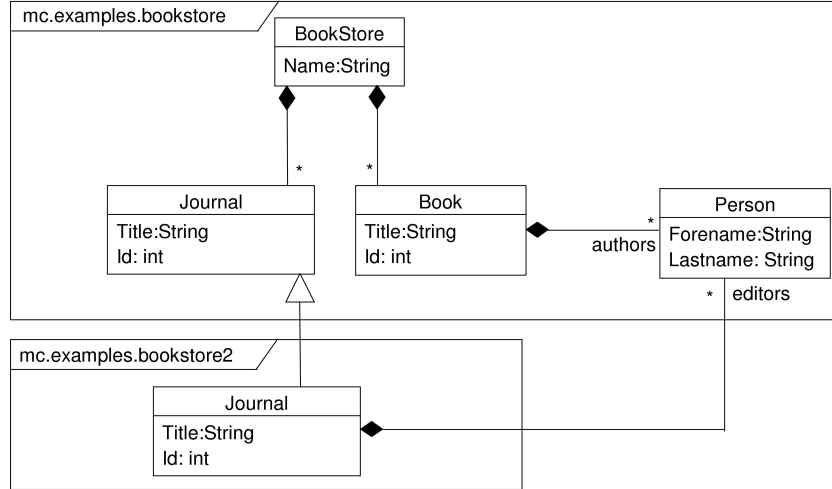 mc.examples.bookstore
BookStore
Name:String
*
*
Journal
Title:String
Id: int
Book
Title:String
Id: int
*
authors
Person
Forename:String
Lastname: String
*
editors
mc.examples.bookstore2
Journal
Title:String
Id: int